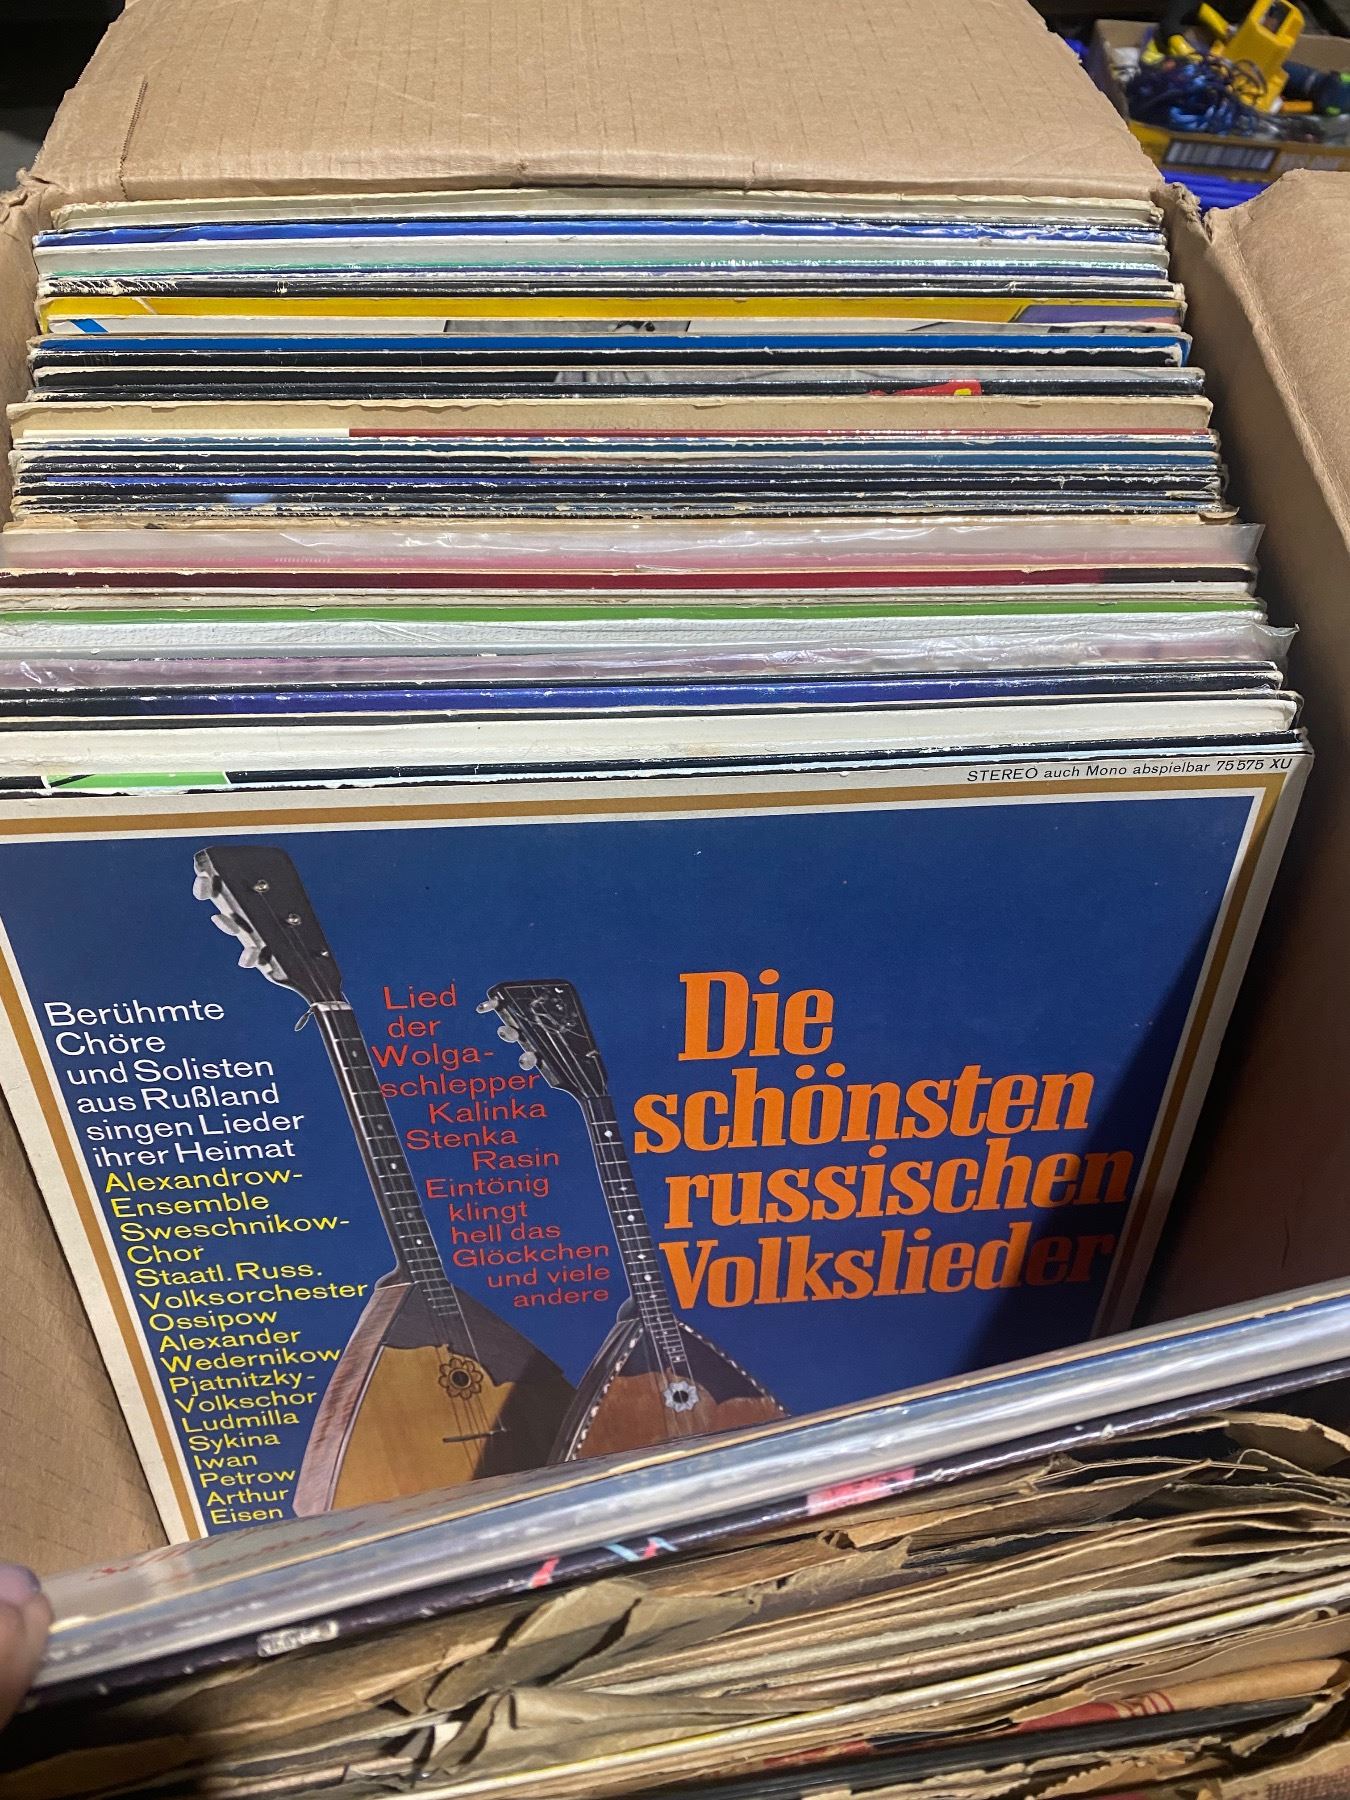 STEREO auch Mono abspielbar 75 575 XU
Berühmte
Chöre
und Solisten
aus Rußland
singen Lieder
ihrer Heimat
Alexandrow-
Ensemble
Sweschnikow-
Chor
Staatl. Russ.
Volksorchester
Ossipow
Alexander
Wedernikow
Pjatnitzky-
Volkschor
Ludmilla
Sykina
Iwan
Petrow
Arthur
Eisen
Lied
der
Wolga-
schlepper
Kalinka
Stenka
Rasin
Eintönig
klingt
hell das
Glöckchen
und viele
andere
Die
schönsten
russischen
Volkslieder